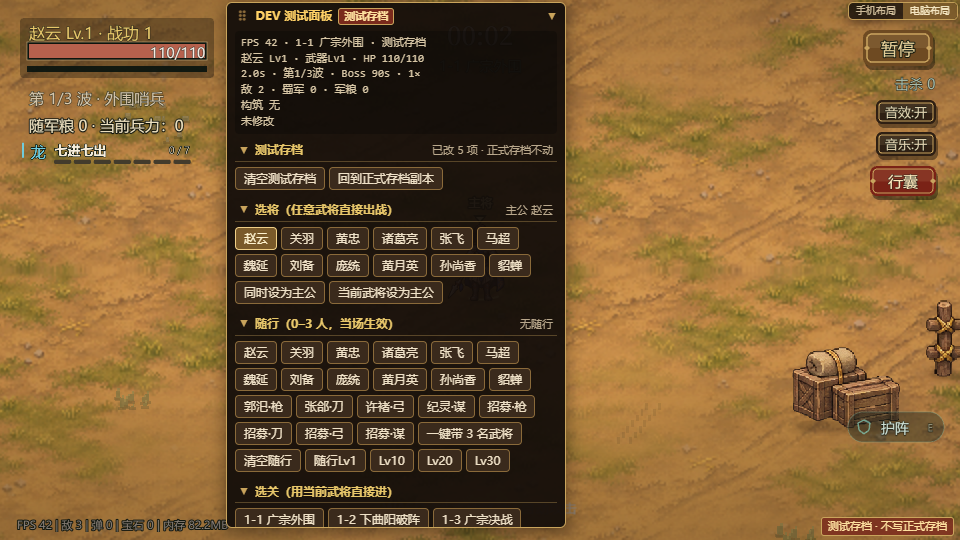 赵云 Lv.1 · 战功 1
110/110
第 1/3 波 · 外围哨兵
随军粮 0 · 当前兵力：0
龙 七进七出 0/7
DEV 测试面板 测试存档 ▼
00:02
FPS 42 · 1-1 广宗外围 · 测试存档
赵云 Lv1 · 武器Lv1 · HP 110/110
2.0s · 第1/3波 · Boss 90s · 1×
敌 2 · 蜀军 0 · 军粮 0
构筑 无
未修改
▼ 测试存档 已改 5 项 · 正式存档不动
清空测试存档 回到正式存档副本
▼ 选将（任意武将直接出战） 主公 赵云
赵云 关羽 黄忠 诸葛亮 张飞 马超
魏延 刘备 庞统 黄月英 孙尚香 貂蝉
同时设为主公 当前武将设为主公
▼ 随行（0–3 人，当场生效） 无随行
赵云 关羽 黄忠 诸葛亮 张飞 马超
魏延 刘备 庞统 黄月英 孙尚香 貂蝉
郭汜·枪 张郃·刀 许褚·弓 纪灵·谋 招募·枪
招募·刀 招募·弓 招募·谋 一键带 3 名武将
清空随行 随行Lv1 Lv10 Lv20 Lv30
▼ 选关（用当前武将直接进）
1-1 广宗外围 1-2 下曲阳破阵 1-3 广宗决战
手机布局 电脑布局
暂停
击杀 0
音效:开
音乐:开
行囊
护阵 E
FPS 42 | 敌 3 | 弹 0 | 宝石 0 | 内存 82.2MB
测试存档 · 不写正式存档